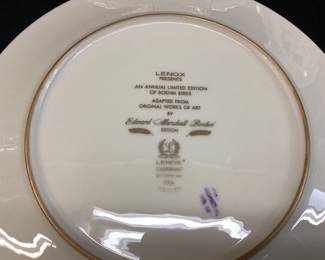 LENOX
PRESENTS
AN ANNUAL LIMITED EDITION
OF BOEHM BIRDS
ADAPTED FROM
ORIGINAL WORKS OF ART
BY
Edward Marshall Boehm
DESIGN
LENOX